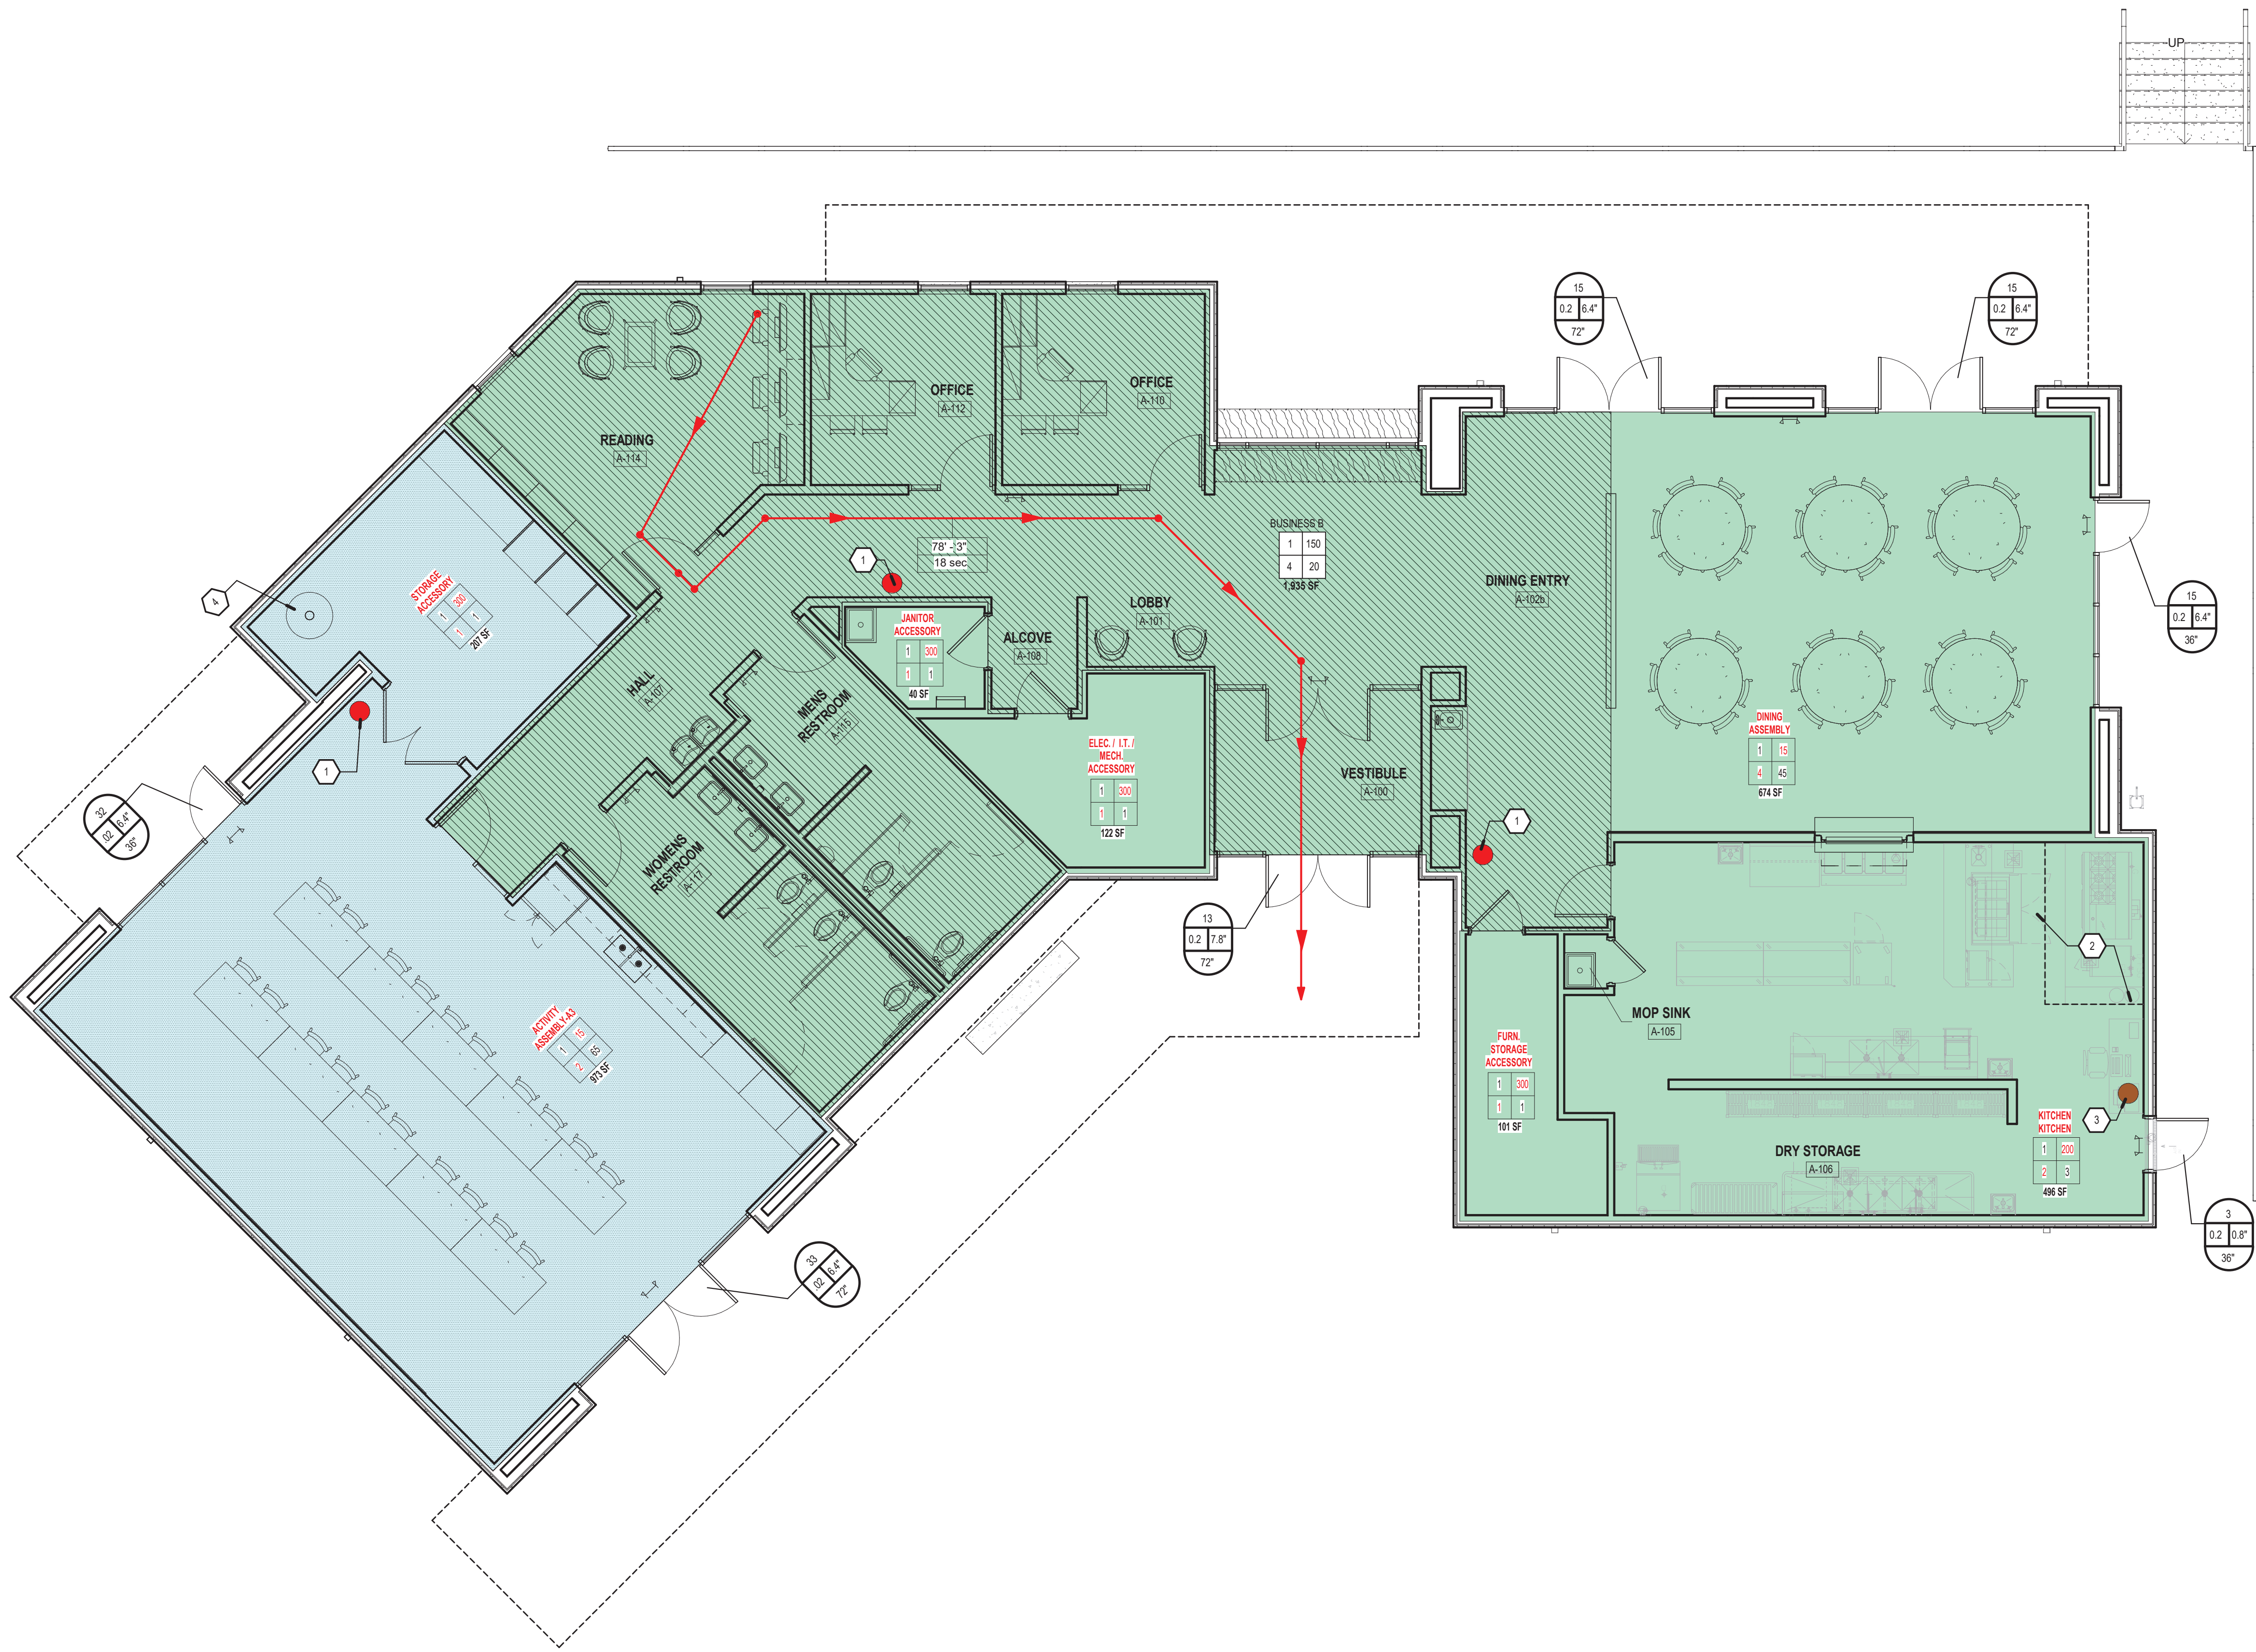 UP
15
0.2 6.4"
72"
15
0.2 6.4"
72"
OFFICE
A-112
OFFICE
A-110
READING
A-114
BUSINESS B
1 150
4 20
1,935 SF
78' - 3"
18 sec
1
DINING ENTRY
A-102b
15
0.2 6.4"
36"
4
STORAGE
ACCESSORY
1 300
1 1
207 SF
JANITOR
ACCESSORY
1 300
1 1
40 SF
ALCOVE
A-108
LOBBY
A-101
HALL
A-107
MENS
RESTROOM
A-115
ELEC. / I.T. /
MECH.
ACCESSORY
1 300
1 1
122 SF
VESTIBULE
A-100
DINING
ASSEMBLY
1 15
4 45
674 SF
1
32
.02 6.4"
36"
1
WOMENS
RESTROOM
A-117
13
0.2 7.8"
72"
2
ACTIVITY
ASSEMBLY-A3
1 15
2 65
973 SF
MOP SINK
A-105
FURN.
STORAGE
ACCESSORY
1 300
1 1
101 SF
3
KITCHEN
KITCHEN
1 200
2 3
496 SF
DRY STORAGE
A-106
3
0.2 0.8"
36"
33
.02 6.4"
72"